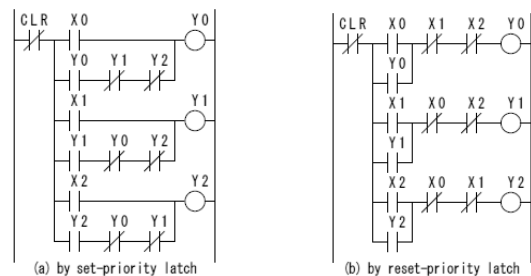 CLR X0 Y0
Y0 Y1 Y2
X1 Y1
Y1 Y0 Y2
X2 Y2
Y2 Y0 Y1
(a) by set-priority latch
CLR X0 X1 X2 Y0
Y0
X1 X0 X2 Y1
Y1
X2 X0 X1 Y2
Y2
(b) by reset-priority latch